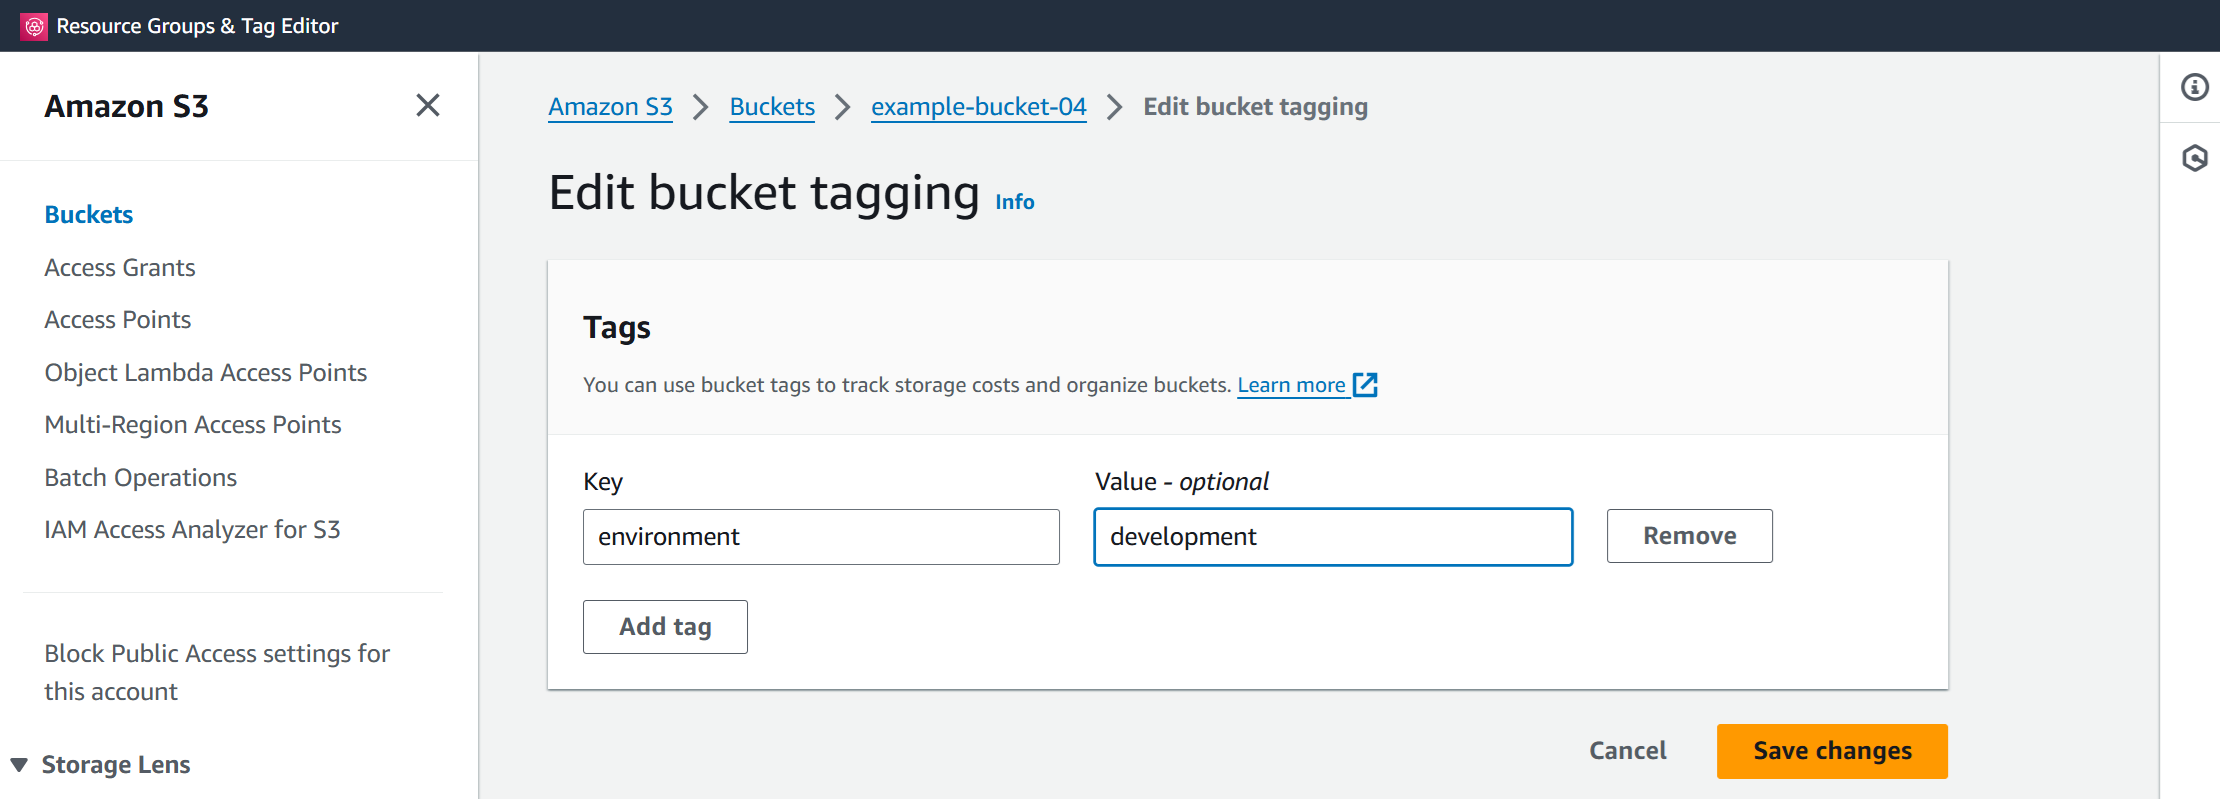 Resource Groups & Tag Editor
Amazon S3
Buckets
Access Grants
Access Points
Object Lambda Access Points
Multi-Region Access Points
Batch Operations
IAM Access Analyzer for S3
Block Public Access settings for
this account
Storage Lens
Amazon S3 > Buckets > example-bucket-04 > Edit bucket tagging
Edit bucket tagging Info
Tags
You can use bucket tags to track storage costs and organize buckets. Learn more
Key Value - optional
environment development Remove
Add tag
Cancel Save changes